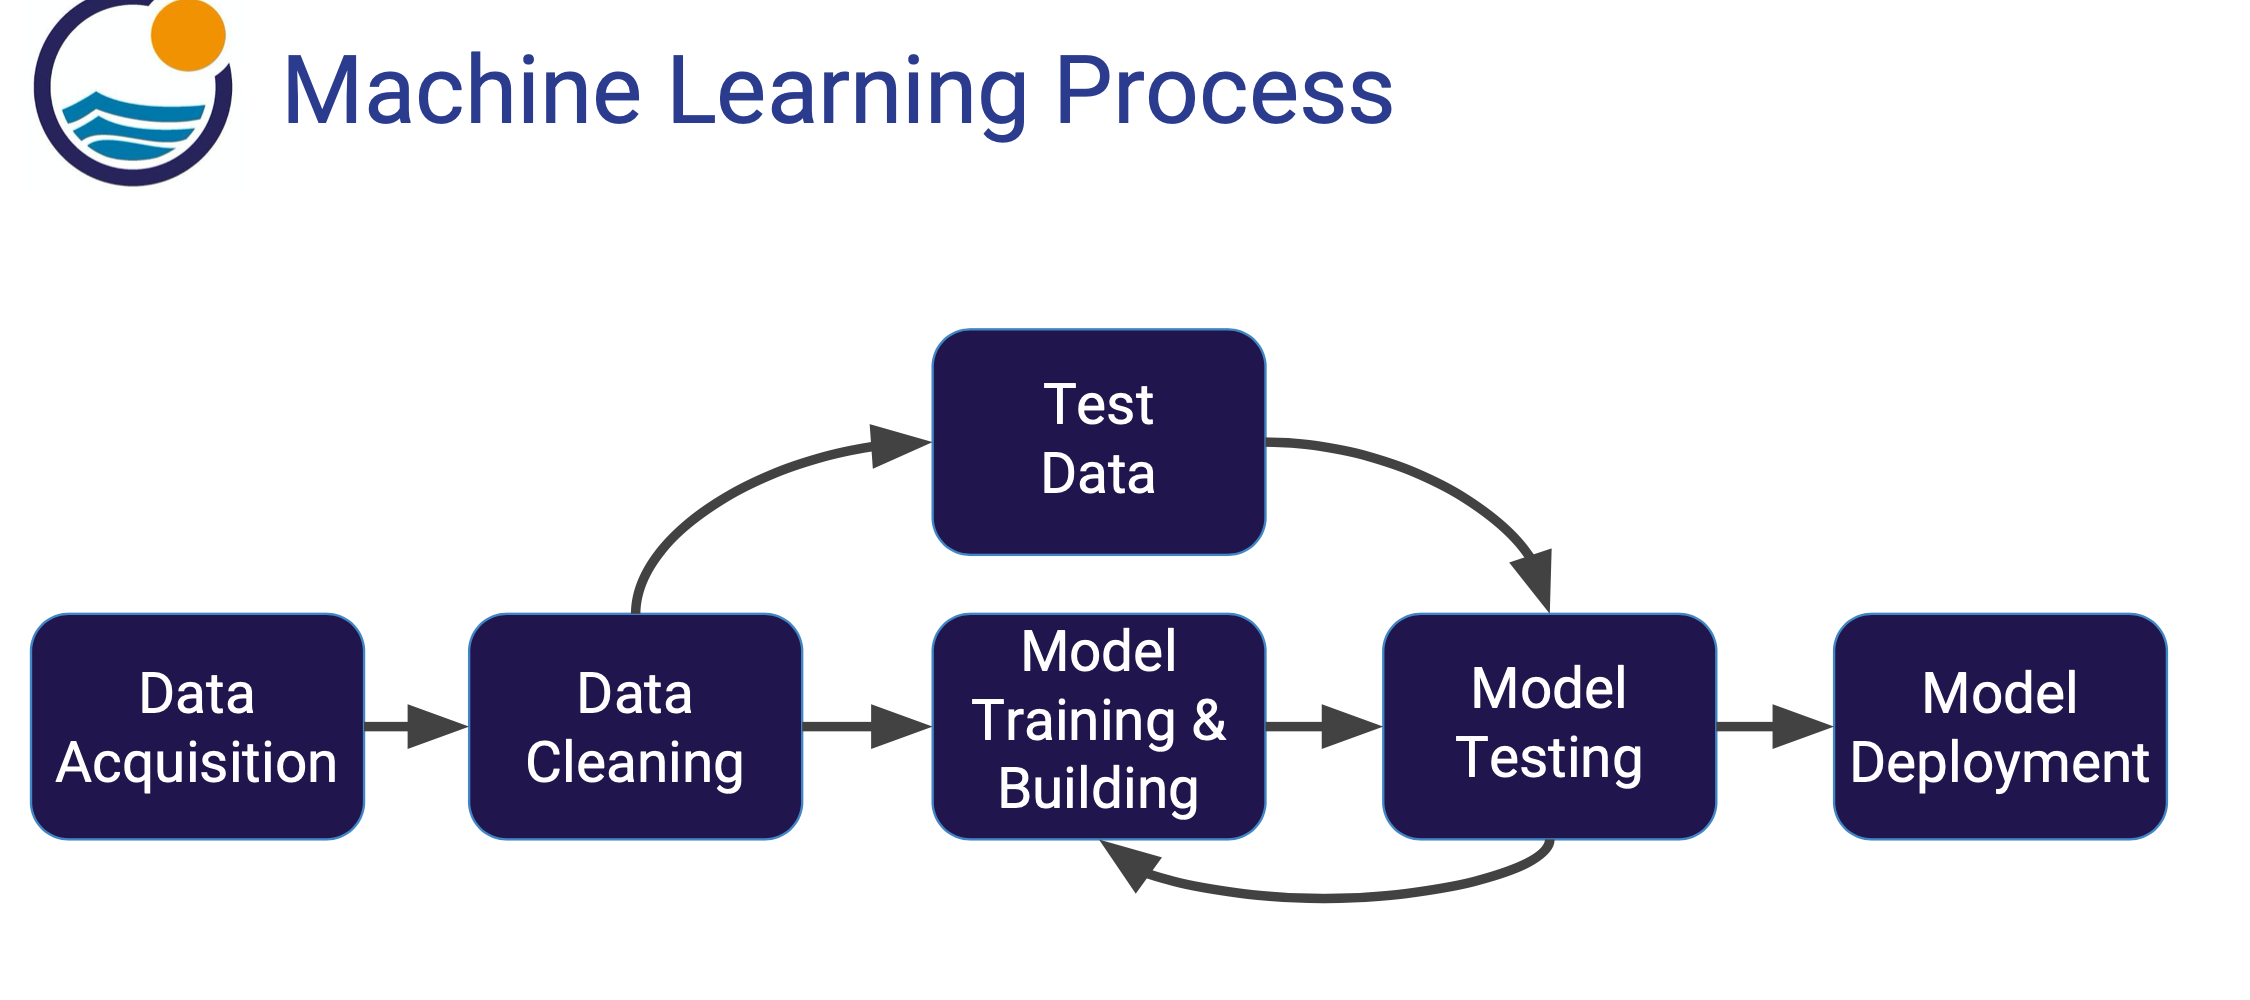 Machine Learning Process
Test
Data
Data
Acquisition
Data
Cleaning
Model
Training &
Building
Model
Testing
Model
Deployment